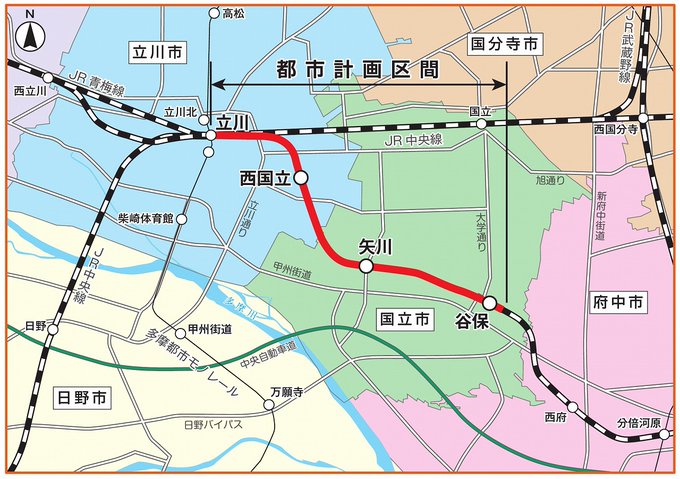 N
高松
立川市
国分寺市
JR武蔵野線
都市計画区間
JR青梅線
西立川
立川北
立川
国立
西国分寺
JR中央線
西国立
旭通り
柴崎体育館
立川通り
大学通り
新府中街道
矢川
甲州街道
JR中央線
多摩川
府中市
国立市
谷保
日野
甲州街道
多摩都市モノレール
中央自動車道
日野市
万願寺
日野バイパス
西府
分倍河原